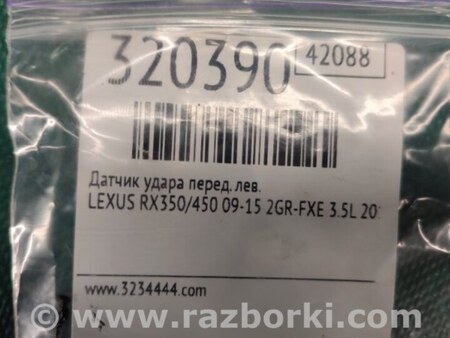 320390 42088
Датчик удара перед. лев.
LEXUS RX350/450 09-15 2GR-FXE 3.5L 20
www.3234444.com
© www.razborki.com